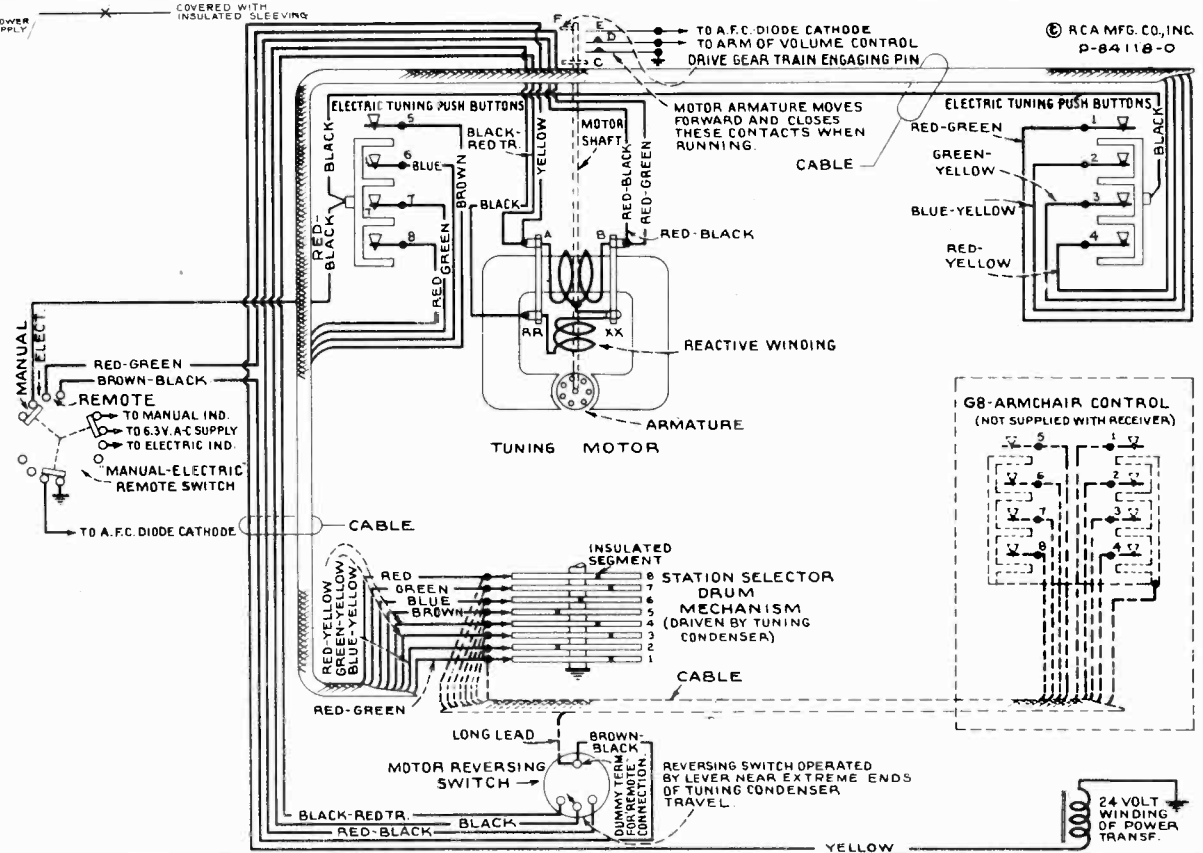 COVERED WITH
INSULATED SLEEVING
OWER
PPLY
F
E
D
C
TO A.F.C. DIODE CATHODE
TO ARM OF VOLUME CONTROL
DRIVE GEAR TRAIN ENGAGING PIN
© RCA MFG. CO., INC.
P-84118-0
ELECTRIC TUNING PUSH BUTTONS
5
6
7
8
BLUE
BLACK
RED-
BLACK
RED
GREEN
BROWN
BLACK-
RED TR.
YELLOW
BLACK
MOTOR
SHAFT
RED-BLACK
RED-GREEN
MOTOR ARMATURE MOVES
FORWARD AND CLOSES
THESE CONTACTS WHEN
RUNNING.
CABLE
ELECTRIC TUNING PUSH BUTTONS
RED-GREEN
GREEN-
YELLOW
BLUE-YELLOW
RED-
YELLOW
1
2
3
4
BLACK
A
B
RED-BLACK
RR
XX
REACTIVE WINDING
ARMATURE
TUNING MOTOR
MANUAL
ELECT.
RED-GREEN
BROWN-BLACK
REMOTE
TO MANUAL IND.
TO 6.3V. A-C SUPPLY
TO ELECTRIC IND.
"MANUAL-ELECTRIC"
REMOTE SWITCH
TO A.F.C. DIODE CATHODE
CABLE
G8-ARMCHAIR CONTROL
(NOT SUPPLIED WITH RECEIVER)
5
6
7
8
1
2
3
4
INSULATED
SEGMENT
RED
GREEN
BLUE
BROWN
RED-YELLOW
GREEN-YELLOW
BLUE-YELLOW
8
7
6
5
4
3
2
1
STATION SELECTOR
DRUM
MECHANISM
(DRIVEN BY TUNING
CONDENSER)
RED-GREEN
CABLE
LONG LEAD
BROWN-
BLACK
MOTOR REVERSING
SWITCH
DUMMY TERM
FOR "REMOTE"
CONNECTION.
REVERSING SWITCH OPERATED
BY LEVER NEAR EXTREME ENDS
OF TUNING CONDENSER
TRAVEL.
BLACK-RED TR.
BLACK
RED-BLACK
YELLOW
24 VOLT
WINDING
OF POWER
TRANSF.